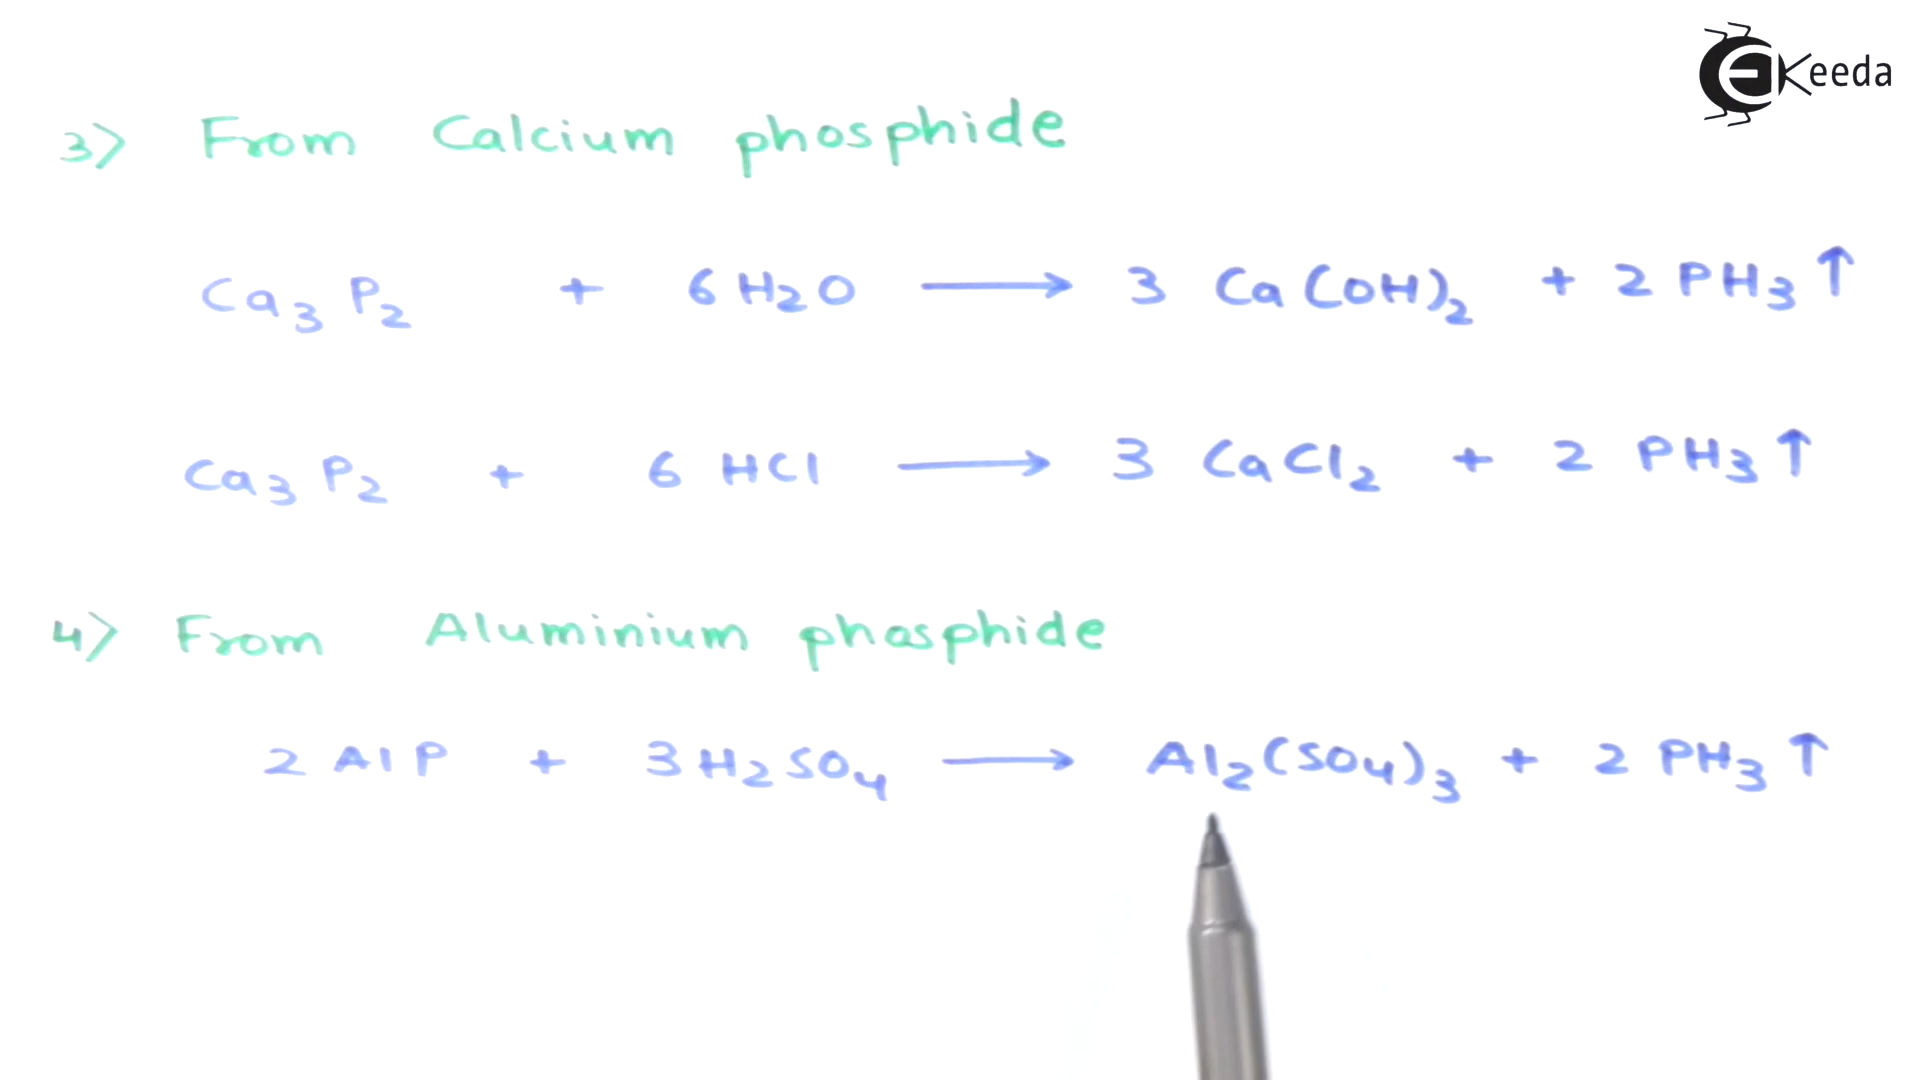 EKeeda
3) From Calcium phosphide
Ca3P2 + 6H2O ⟶ 3 Ca(OH)2 + 2 PH3↑
Ca3P2 + 6 HCl ⟶ 3 CaCl2 + 2 PH3↑
4) From Aluminium phosphide
2 AlP + 3H2SO4 ⟶ Al2(SO4)3 + 2 PH3↑